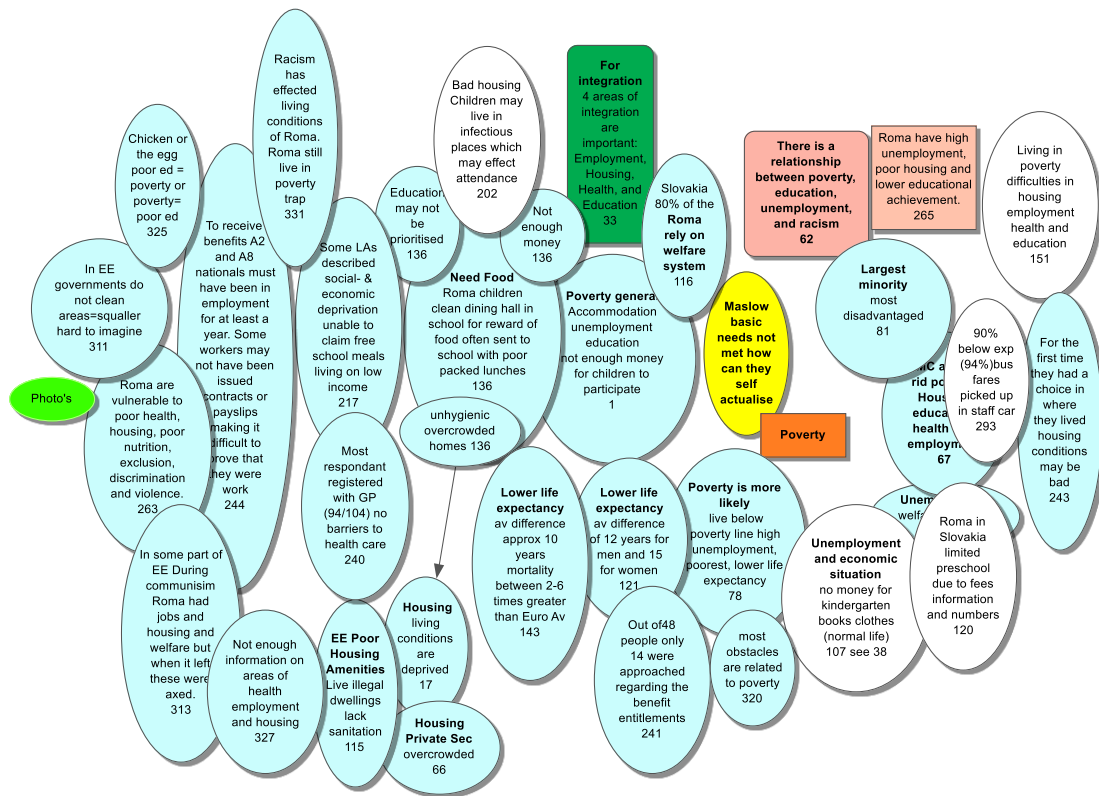 Racism
has
effected
living
conditions
of Roma.
Roma still
live in
poverty
trap
331
Bad housing
Children may
live in
infectious
places which
may effect
attendance
202
For
integration
4 areas of
integration
are
important:
Employment,
Housing,
Health, and
Education
33
Chicken or
the egg
poor ed =
poverty or
poverty=
poor ed
325
To receive
benefits A2
and A8
nationals must
have been in
employment
for at least a
year. Some
workers may
not have been
issued
contracts or
payslips
making it
difficult to
prove that
they were
work
244
Education
may not
be
prioritised
136
Not
enough
money
136
Slovakia
80% of the
Roma
rely on
welfare
system
116
There is a
relationship
between poverty,
education,
unemployment,
and racism
62
Roma have high
unemployment,
poor housing and
lower educational
achievement.
265
Living in
poverty
difficulties in
housing
employment
health and
education
151
In EE
governments do
not clean
areas=squaller
hard to imagine
311
Some LAs
described
social- &
economic
deprivation
unable to
claim free
school meals
living on low
income
217
Need Food
Roma children
clean dining hall in
school for reward of
food often sent to
school with poor
packed lunches
136
Poverty general
Accommodation
unemployment
education
not enough money
for children to
participate
1
Maslow
basic
needs not
met how
can they
self
actualise
Largest
minority
most
disadvantaged
81
90%
below exp
(94%)bus
fares
picked up
in staff car
293
For the
first time
they had a
choice in
where they
lived
housing
conditions
may be
bad
243
rid
health
67
Photo's
Roma are
vulnerable to
poor health,
housing, poor
nutrition,
exclusion,
discrimination
and violence.
263
unhygienic
overcrowded
homes 136
Poverty
Most
respondant
registered
with GP
(94/104) no
barriers to
health care
240
Lower life
expectancy
av difference
approx 10
years
mortality
between 2-6
times greater
than Euro Av
143
Lower life
expectancy
av difference
of 12 years for
men and 15
for women
121
Poverty is more
likely
live below
poverty line high
unemployment,
poorest, lower life
expectancy
78
Unemployment
and economic
situation
no money for
kindergarten
books clothes
(normal life)
107 see 38
Roma in
Slovakia
limited
preschool
due to fees
information
and numbers
120
In some part of
EE During
communisim
Roma had
jobs and
housing and
welfare but
when it left
these were
axed.
313
Not enough
information on
areas of
health
employment
and housing
327
EE Poor
Housing
Amenities
Live illegal
dwellings
lack
sanitation
115
Housing
living
conditions
are
deprived
17
Housing
Private Sec
overcrowded
66
Out of48
people only
14 were
approached
regarding the
benefit
entitlements
241
most
obstacles
are related
to poverty
320